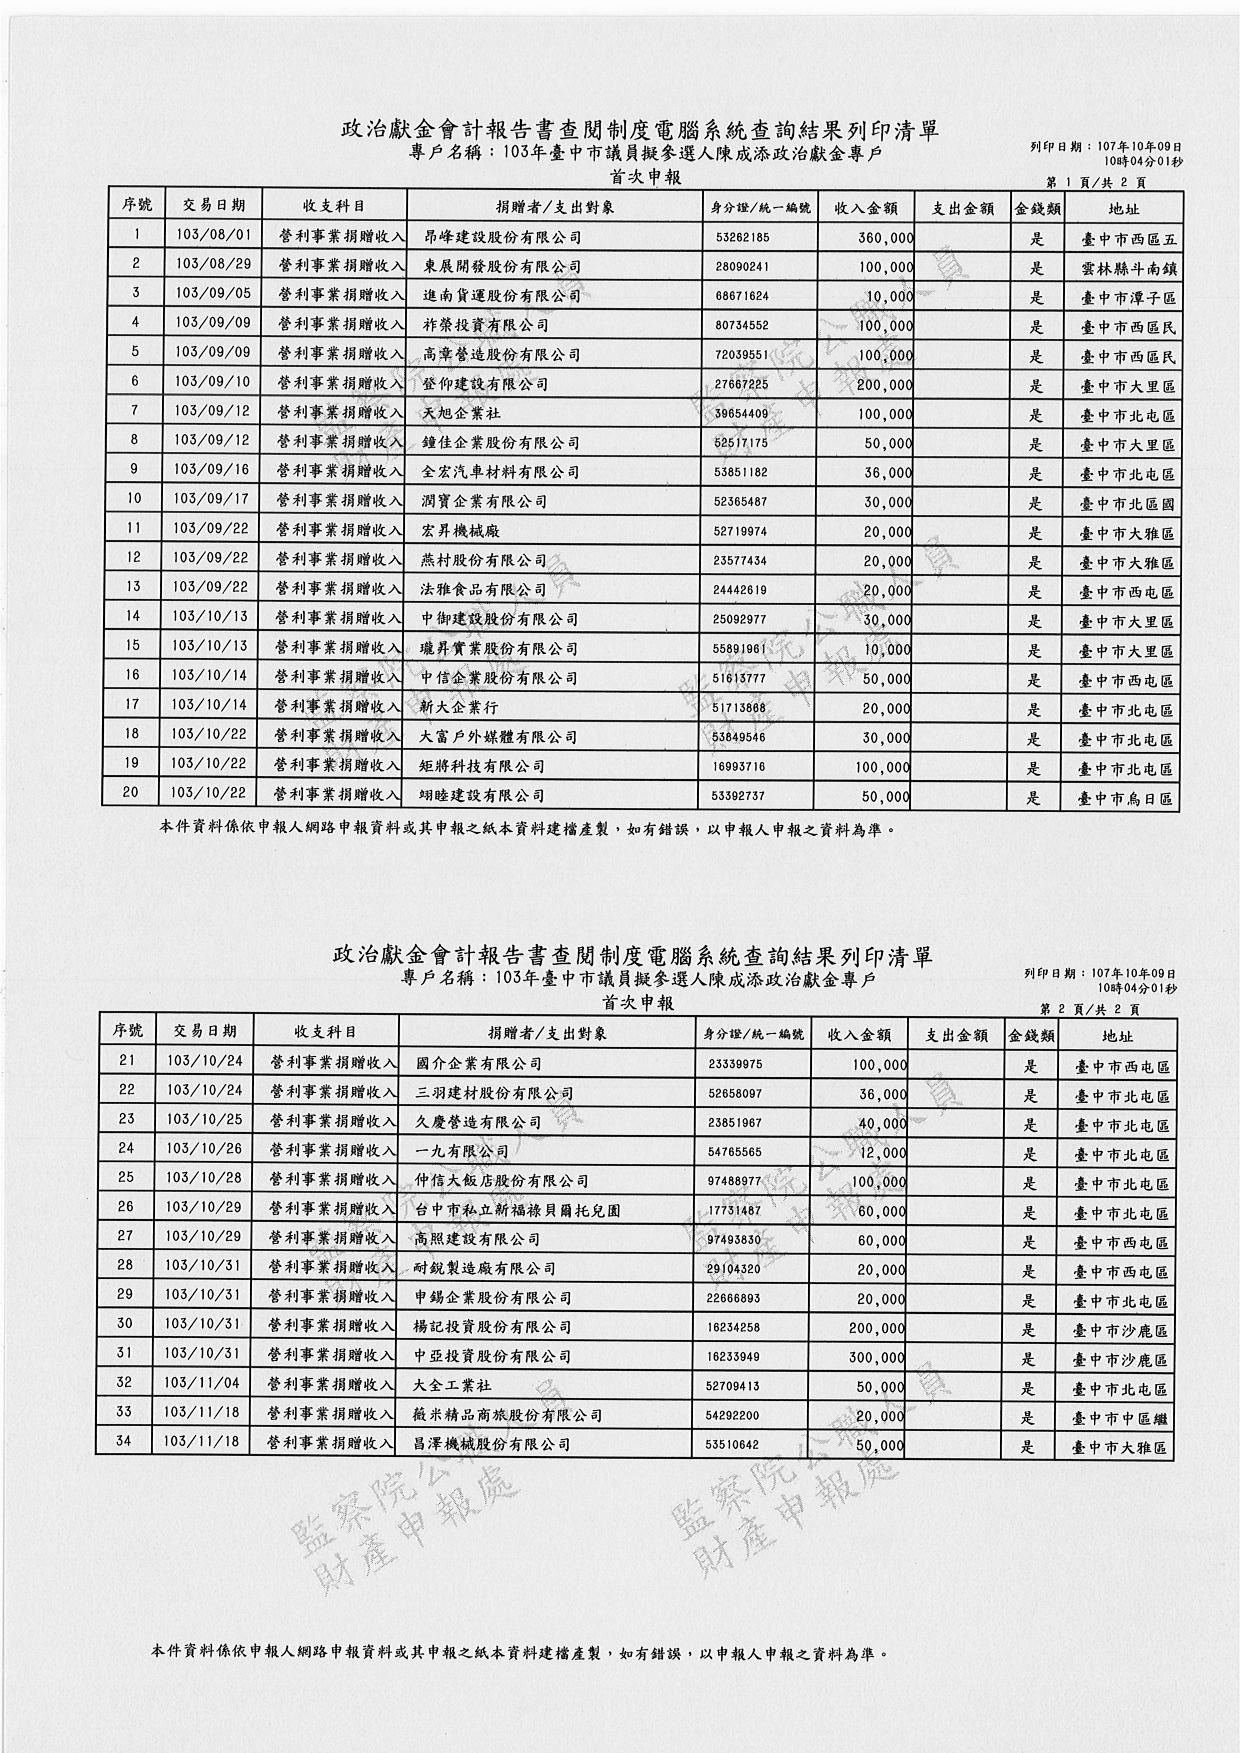 政治獻金會計報告書查閱制度電腦系統查詢結果列印清單
專戶名稱：103年臺中市議員擬參選人陳成添政治獻金專戶
列印日期：107年10年09日
10時04分01秒
首次申報
第 1 頁/共 2 頁
序號 交易日期 收支科目 捐贈者/支出對象 身分證/統一編號 收入金額 支出金額 金錢類 地址
1 103/08/01 營利事業捐贈收入 昂峰建設股份有限公司 53262185 360,000 是 臺中市西區五
2 103/08/29 營利事業捐贈收入 東展開發股份有限公司 28090241 100,000 是 雲林縣斗南鎮
3 103/09/05 營利事業捐贈收入 進南貨運股份有限公司 68671624 10,000 是 臺中市潭子區
4 103/09/09 營利事業捐贈收入 祚榮投資有限公司 80734552 100,000 是 臺中市西區民
5 103/09/09 營利事業捐贈收入 高章營造股份有限公司 72039551 100,000 是 臺中市西區民
6 103/09/10 營利事業捐贈收入 登仰建設有限公司 27667225 200,000 是 臺中市大里區
7 103/09/12 營利事業捐贈收入 天旭企業社 39654409 100,000 是 臺中市北屯區
8 103/09/12 營利事業捐贈收入 鐘佳企業股份有限公司 52517175 50,000 是 臺中市大里區
9 103/09/16 營利事業捐贈收入 全宏汽車材料有限公司 53851182 36,000 是 臺中市北屯區
10 103/09/17 營利事業捐贈收入 潤寶企業有限公司 52365487 30,000 是 臺中市北區國
11 103/09/22 營利事業捐贈收入 宏昇機械廠 52719974 20,000 是 臺中市大雅區
12 103/09/22 營利事業捐贈收入 燕村股份有限公司 23577434 20,000 是 臺中市大雅區
13 103/09/22 營利事業捐贈收入 法雅食品有限公司 24442619 20,000 是 臺中市西屯區
14 103/10/13 營利事業捐贈收入 中御建設股份有限公司 25092977 30,000 是 臺中市大里區
15 103/10/13 營利事業捐贈收入 瓏昇實業股份有限公司 55891961 10,000 是 臺中市大里區
16 103/10/14 營利事業捐贈收入 中信企業股份有限公司 51613777 50,000 是 臺中市西屯區
17 103/10/14 營利事業捐贈收入 新大企業行 51713868 20,000 是 臺中市北屯區
18 103/10/22 營利事業捐贈收入 大富戶外媒體有限公司 53849546 30,000 是 臺中市北屯區
19 103/10/22 營利事業捐贈收入 矩將科技有限公司 16993716 100,000 是 臺中市北屯區
20 103/10/22 營利事業捐贈收入 翊睦建設有限公司 53392737 50,000 是 臺中市烏日區
本件資料係依申報人網路申報資料或其申報之紙本資料建檔產製，如有錯誤，以申報人申報之資料為準。
政治獻金會計報告書查閱制度電腦系統查詢結果列印清單
專戶名稱：103年臺中市議員擬參選人陳成添政治獻金專戶
列印日期：107年10年09日
10時04分01秒
首次申報
第 2 頁/共 2 頁
序號 交易日期 收支科目 捐贈者/支出對象 身分證/統一編號 收入金額 支出金額 金錢類 地址
21 103/10/24 營利事業捐贈收入 國介企業有限公司 23339975 100,000 是 臺中市西屯區
22 103/10/24 營利事業捐贈收入 三羽建材股份有限公司 52658097 36,000 是 臺中市北屯區
23 103/10/25 營利事業捐贈收入 久慶營造有限公司 23851967 40,000 是 臺中市北屯區
24 103/10/26 營利事業捐贈收入 一九有限公司 54765565 12,000 是 臺中市北屯區
25 103/10/28 營利事業捐贈收入 仲信大飯店股份有限公司 97488977 100,000 是 臺中市北屯區
26 103/10/29 營利事業捐贈收入 台中市私立新福祿貝爾托兒園 17731487 60,000 是 臺中市北屯區
27 103/10/29 營利事業捐贈收入 高照建設有限公司 97493830 60,000 是 臺中市西屯區
28 103/10/31 營利事業捐贈收入 耐銳製造廠有限公司 29104320 20,000 是 臺中市西屯區
29 103/10/31 營利事業捐贈收入 申錫企業股份有限公司 22666893 20,000 是 臺中市北屯區
30 103/10/31 營利事業捐贈收入 楊記投資股份有限公司 16234258 200,000 是 臺中市沙鹿區
31 103/10/31 營利事業捐贈收入 中亞投資股份有限公司 16233949 300,000 是 臺中市沙鹿區
32 103/11/04 營利事業捐贈收入 大全工業社 52709413 50,000 是 臺中市北屯區
33 103/11/18 營利事業捐贈收入 薇米精品商旅股份有限公司 54292200 20,000 是 臺中市中區繼
34 103/11/18 營利事業捐贈收入 昌澤機械股份有限公司 53510642 50,000 是 臺中市大雅區
監察院公職人員
財產申報處
監察院公職人員
財產申報處
本件資料係依申報人網路申報資料或其申報之紙本資料建檔產製，如有錯誤，以申報人申報之資料為準。